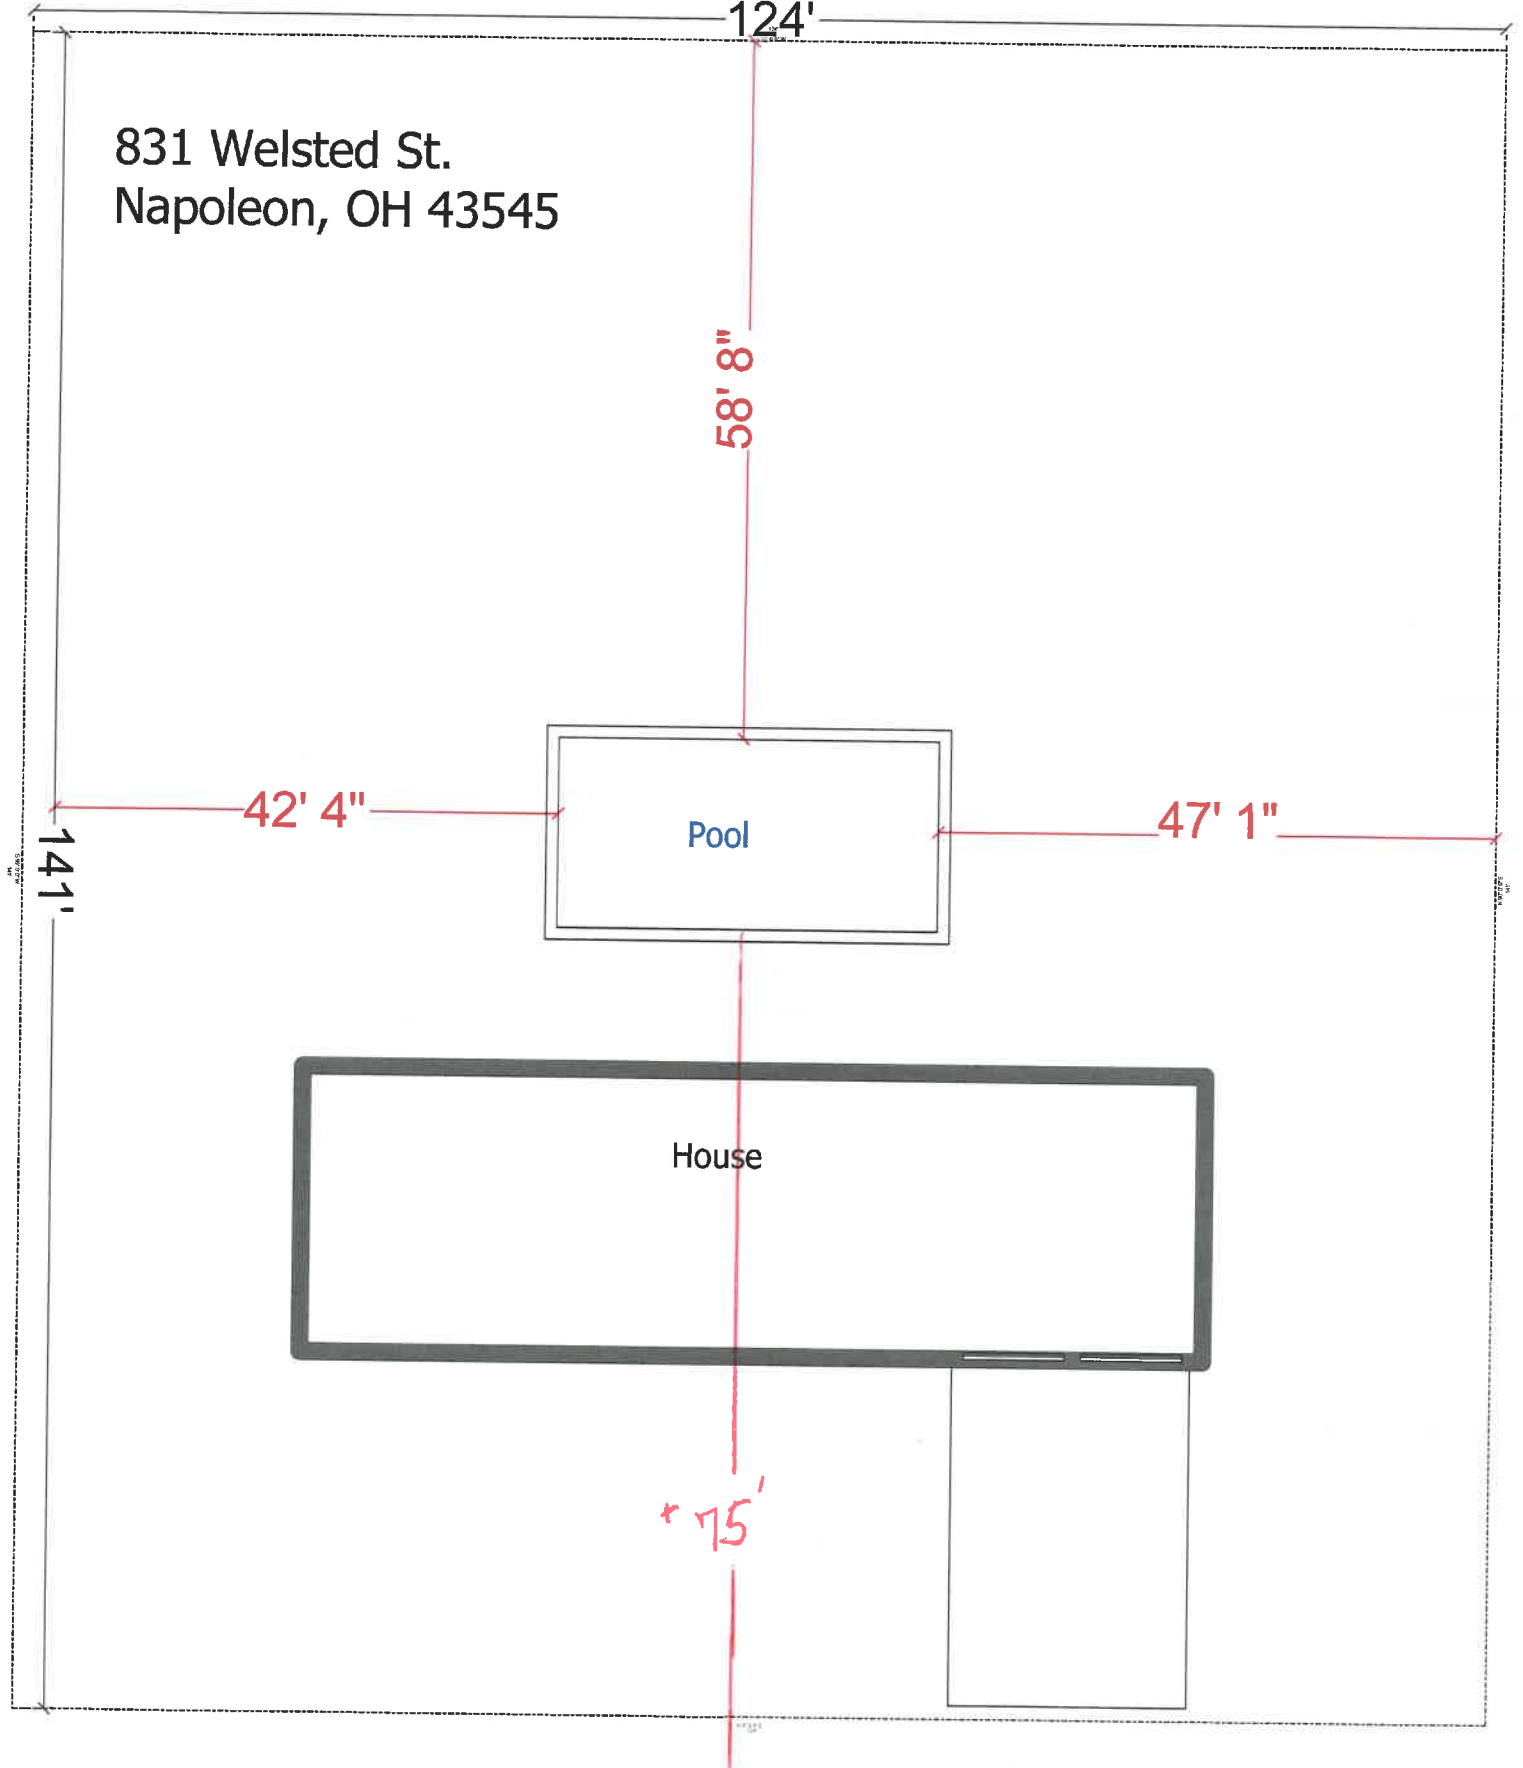 124'
831 Welsted St.
Napoleon, OH 43545
58' 8"
42' 4"
Pool
47' 1"
141'
House
* 75'